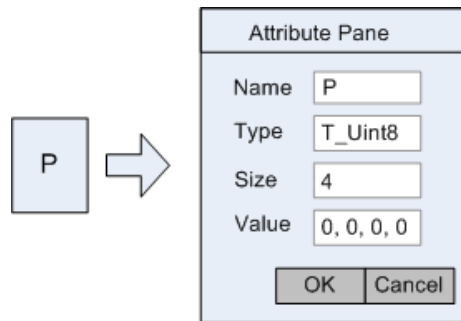 P
Attribute Pane
Name P
Type T_Uint8
Size 4
Value 0, 0, 0, 0
OK Cancel